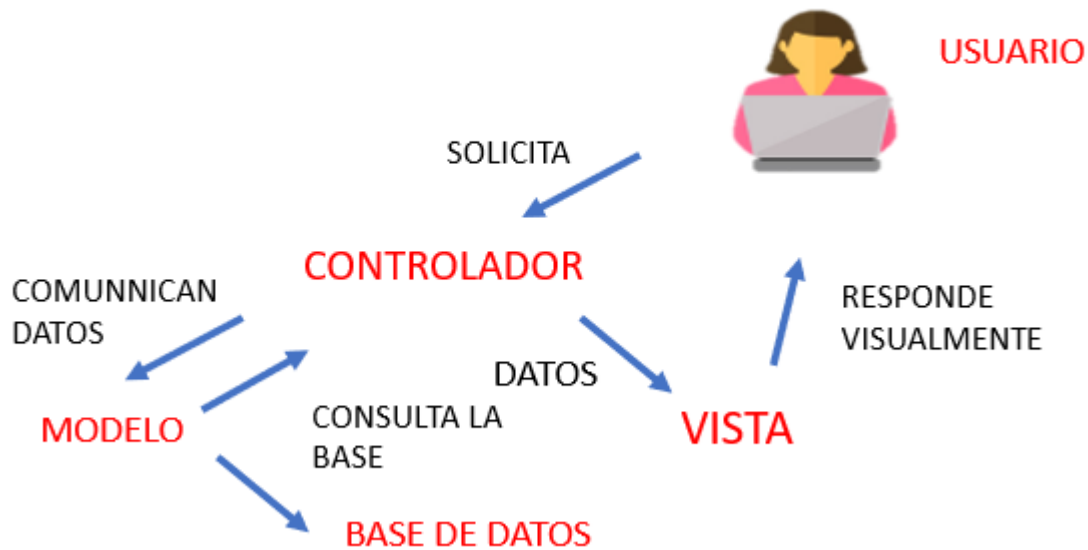 USUARIO
SOLICITA
CONTROLADOR
COMUNNICAN
DATOS
RESPONDE
VISUALMENTE
DATOS
MODELO
CONSULTA LA
BASE
VISTA
BASE DE DATOS